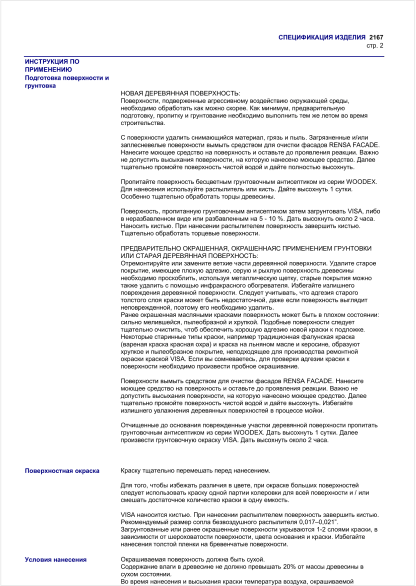 СПЕЦИФИКАЦИЯ ИЗДЕЛИЯ 2167
стр. 2
ИНСТРУКЦИЯ ПО
ПРИМЕНЕНИЮ
Подготовка поверхности и
грунтовка
НОВАЯ ДЕРЕВЯННАЯ ПОВЕРХНОСТЬ:
Поверхности, подверженные агрессивному воздействию окружающей среды,
необходимо обработать как можно скорее. Как минимум, предварительную
подготовку, пропитку и грунтование необходимо выполнить тем же летом во время
строительства.
С поверхности удалить снимающийся материал, грязь и пыль. Загрязненные и/или
заплесневелые поверхности вымыть средством для очистки фасадов RENSA FACADE.
Нанесите моющее средство на поверхность и оставьте до проявления реакции. Важно
не допустить высыхания поверхности, на которую нанесено моющее средство. Далее
тщательно промойте поверхность чистой водой и дайте полностью высохнуть.
Пропитайте поверхность бесцветным грунтовочным антисептиком из серии WOODEX.
Для нанесения используйте распылитель или кисть. Дайте высохнуть 1 сутки.
Особенно тщательно обработать торцы древесины.
Поверхность, пропитанную грунтовочным антисептиком затем загрунтовать VISA, либо
в неразбавленном виде или разбавленным на 5 - 10 %. Дать высохнуть около 2 часа.
Наносить кистью. При нанесении распылителем поверхность завершить кистью.
Тщательно обработать торцевые поверхности.
ПРЕДВАРИТЕЛЬНО ОКРАШЕННАЯ, ОКРАШЕННАЯС ПРИМЕНЕНИЕМ ГРУНТОВКИ
ИЛИ СТАРАЯ ДЕРЕВЯННАЯ ПОВЕРХНОСТЬ:
Отремонтируйте или замените ветхие части деревянной поверхности. Удалите старое
покрытие, имеющее плохую адгезию, серую и рыхлую поверхность древесины
необходимо проскоблить, используя металлическую щетку, старые покрытия можно
также удалить с помощью инфракрасного обогревателя. Избегайте излишнего
повреждения деревянной поверхности. Следует учитывать, что адгезия старого
толстого слоя краски может быть недостаточной, даже если поверхность выглядит
неповрежденной, поэтому его необходимо удалить.
Ранее окрашенная масляными красками поверхность может быть в плохом состоянии:
сильно мелящейся, пылеобразной и хрупкой. Подобные поверхности следует
тщательно очистить, чтоб обеспечить хорошую адгезию новой краски к подложке.
Некоторые старинные типы краски, например традиционная фалунская краска
(вареная краска красная охра) и краска на льняном масле и керосине, образуют
хрупкое и пылеобразное покрытие, неподходящее для производства ремонтной
окраски краской VISA. Если вы сомневаетесь, для проверки адгезии краски к
поверхности необходимо произвести пробное окрашивание.
Поверхности вымыть средством для очистки фасадов RENSA FACADE. Нанесите
моющее средство на поверхность и оставьте до проявления реакции. Важно не
допустить высыхания поверхности, на которую нанесено моющее средство. Далее
тщательно промойте поверхность чистой водой и дайте высохнуть. Избегайте
излишнего увлажнения деревянных поверхностей в процессе мойки.
Отчищенные до основания поврежденные участки деревянной поверхности пропитать
грунтовочным антисептиком из серии WOODEX. Дать высохнуть 1 сутки. Далее
произвести грунтовочную окраску VISA. Дать высохнуть около 2 часа.
Поверхностная окраска
Краску тщательно перемешать перед нанесением.
Для того, чтобы избежать различия в цвете, при окраске больших поверхностей
следует использовать краску одной партии колеровки для всей поверхности и / или
смешать достаточное количество краски в одну емкость.
VISA наносится кистью. При нанесении распылителем поверхность завершить кистью.
Рекомендуемый размер сопла безвоздушного распылителя 0,017–0,021".
Загрунтованные или ранее окрашенные поверхности укрываются 1-2 слоями краски, в
зависимости от шероховатости поверхности, цвета основания и краски. Избегайте
нанесения толстой пленки на бревенчатые поверхности.
Условия нанесения
Окрашиваемая поверхность должна быть сухой.
Содержание влаги в древесине не должно превышать 20% от массы древесины в
сухом состоянии.
Во время нанесения и высыхания краски температура воздуха, окрашиваемой